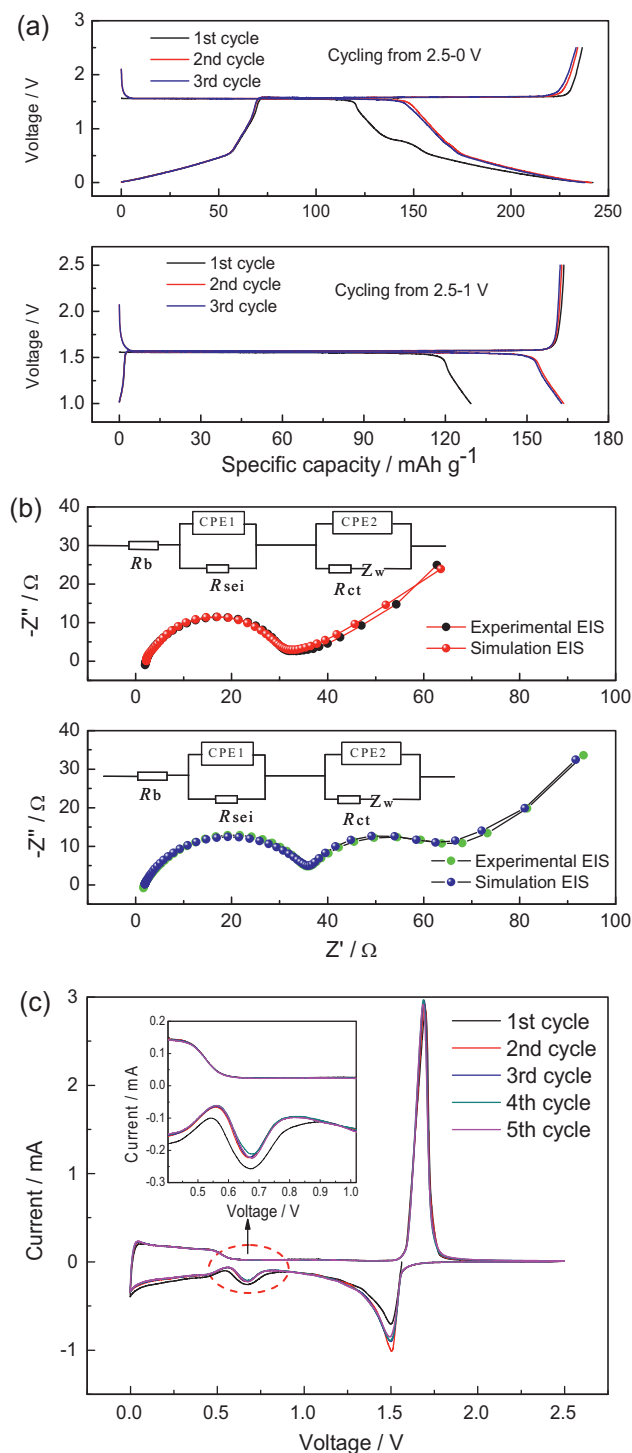 (a)
3
2
1
0
Voltage / V
1st cycle
2nd cycle
3rd cycle
Cycling from 2.5-0 V
0 25 50 75 100 125 150 175 200 225 250
2.5
2.0
1.5
1.0
Voltage / V
1st cycle
2nd cycle
3rd cycle
Cycling from 2.5-1 V
0 30 60 90 120 150 180
Specific capacity / mAh g-1
(b)
40
30
20
10
0
-Z" / Ω
CPE1
CPE2
Rb
Rsei
Rct
Zw
Experimental EIS
Simulation EIS
0 20 40 60 80 100
40
30
20
10
0
-Z" / Ω
CPE1
CPE2
Rb
Rsei
Rct
Zw
Experimental EIS
Simulation EIS
0 20 40 60 80 100
Z' / Ω
(c)
3
2
1
0
-1
Current / mA
0.2
0.1
0.0
-0.1
-0.2
-0.3
Current / mA
0.5 0.6 0.7 0.8 0.9 1.0
Voltage / V
1st cycle
2nd cycle
3rd cycle
4th cycle
5th cycle
0.0 0.5 1.0 1.5 2.0 2.5
Voltage / V